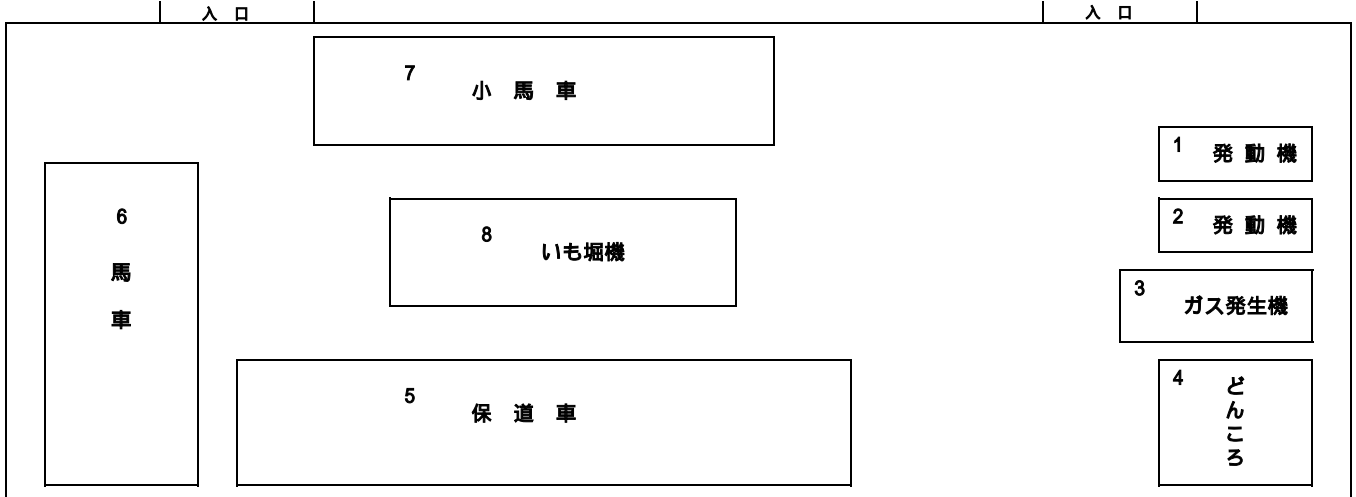 入 口
入 口
7 小 馬 車
1 発 動 機
6 馬 車
8 いも堀機
2 発 動 機
3 ガス発生機
5 保 道 車
4 どんころ